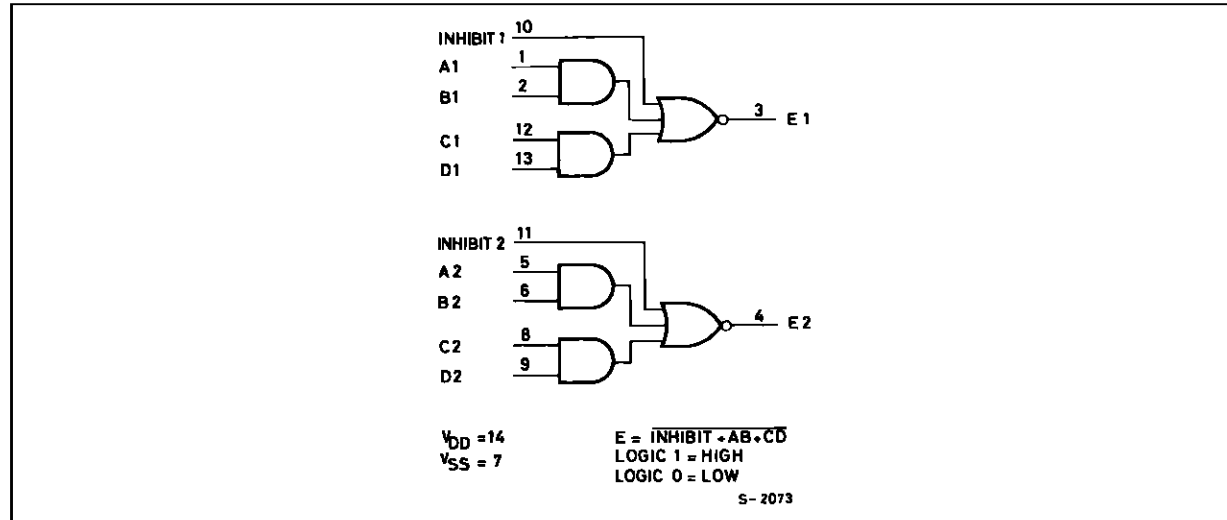 INHIBIT 1 10
A1 1
B1 2
C1 12
D1 13
3 E1
INHIBIT 2 11
A2 5
B2 6
C2 8
D2 9
4 E2
VDD =14
VSS = 7
E = INHIBIT + AB + CD
LOGIC 1 = HIGH
LOGIC 0 = LOW
S-2073